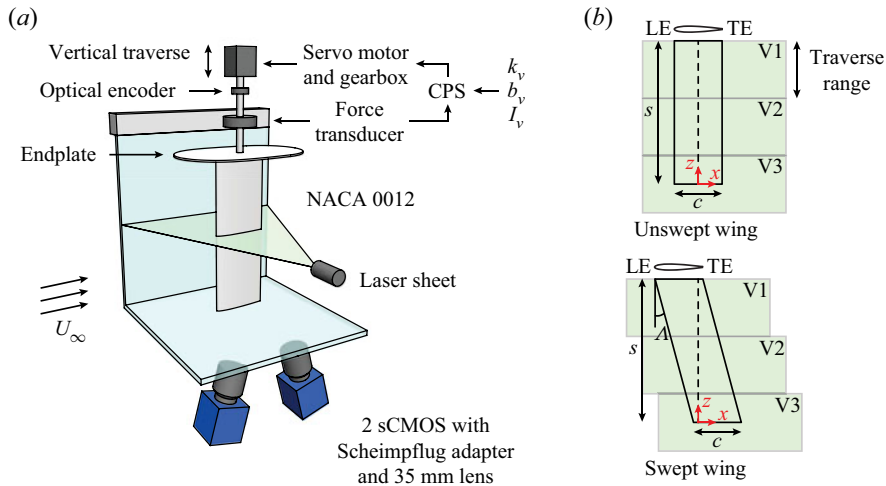 (a)
Vertical traverse
Servo motor
and gearbox
Optical encoder
CPS
k_v
b_v
I_v
Force
transducer
Endplate
NACA 0012
Laser sheet
U_∞
2 sCMOS with
Scheimpflug adapter
and 35 mm lens
(b)
LE TE
V1
Traverse
range
s
V2
V3
z
x
c
Unswept wing
LE TE
V1
Λ
s
V2
V3
z
x
c
Swept wing